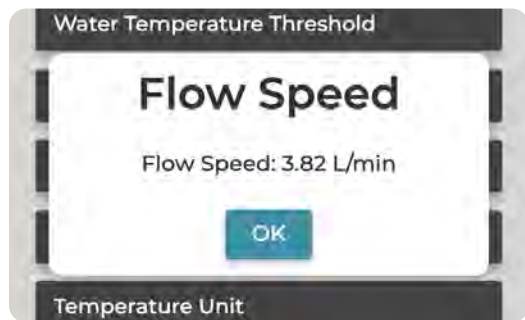 Water Temperature Threshold
Flow Speed
Flow Speed: 3.82 L/min
OK
Temperature Unit